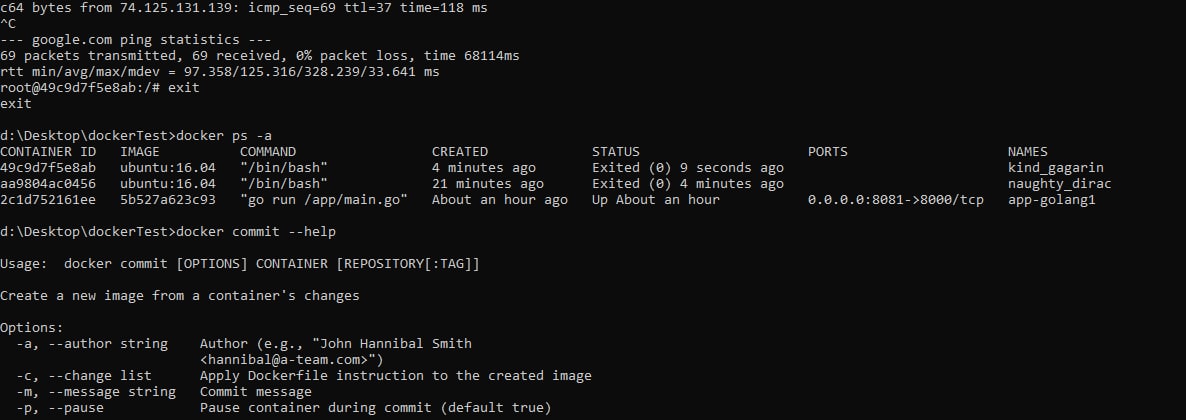 c64 bytes from 74.125.131.139: icmp_seq=69 ttl=37 time=118 ms
^C
--- google.com ping statistics ---
69 packets transmitted, 69 received, 0% packet loss, time 68114ms
rtt min/avg/max/mdev = 97.358/125.316/328.239/33.641 ms
root@49c9d7f5e8ab:/# exit
exit
d:\Desktop\dockerTest>docker ps -a
CONTAINER ID   IMAGE          COMMAND                 CREATED             STATUS                     PORTS                    NAMES
49c9d7f5e8ab   ubuntu:16.04   "/bin/bash"             4 minutes ago       Exited (0) 9 seconds ago                            kind_gagarin
aa9804ac0456   ubuntu:16.04   "/bin/bash"             21 minutes ago      Exited (0) 4 minutes ago                            naughty_dirac
2c1d752161ee   5b527a623c93   "go run /app/main.go"   About an hour ago   Up About an hour           0.0.0.0:8081->8000/tcp   app-golang1
d:\Desktop\dockerTest>docker commit --help
Usage:  docker commit [OPTIONS] CONTAINER [REPOSITORY[:TAG]]
Create a new image from a container's changes
Options:
  -a, --author string    Author (e.g., "John Hannibal Smith
                         <hannibal@a-team.com>")
  -c, --change list      Apply Dockerfile instruction to the created image
  -m, --message string   Commit message
  -p, --pause            Pause container during commit (default true)